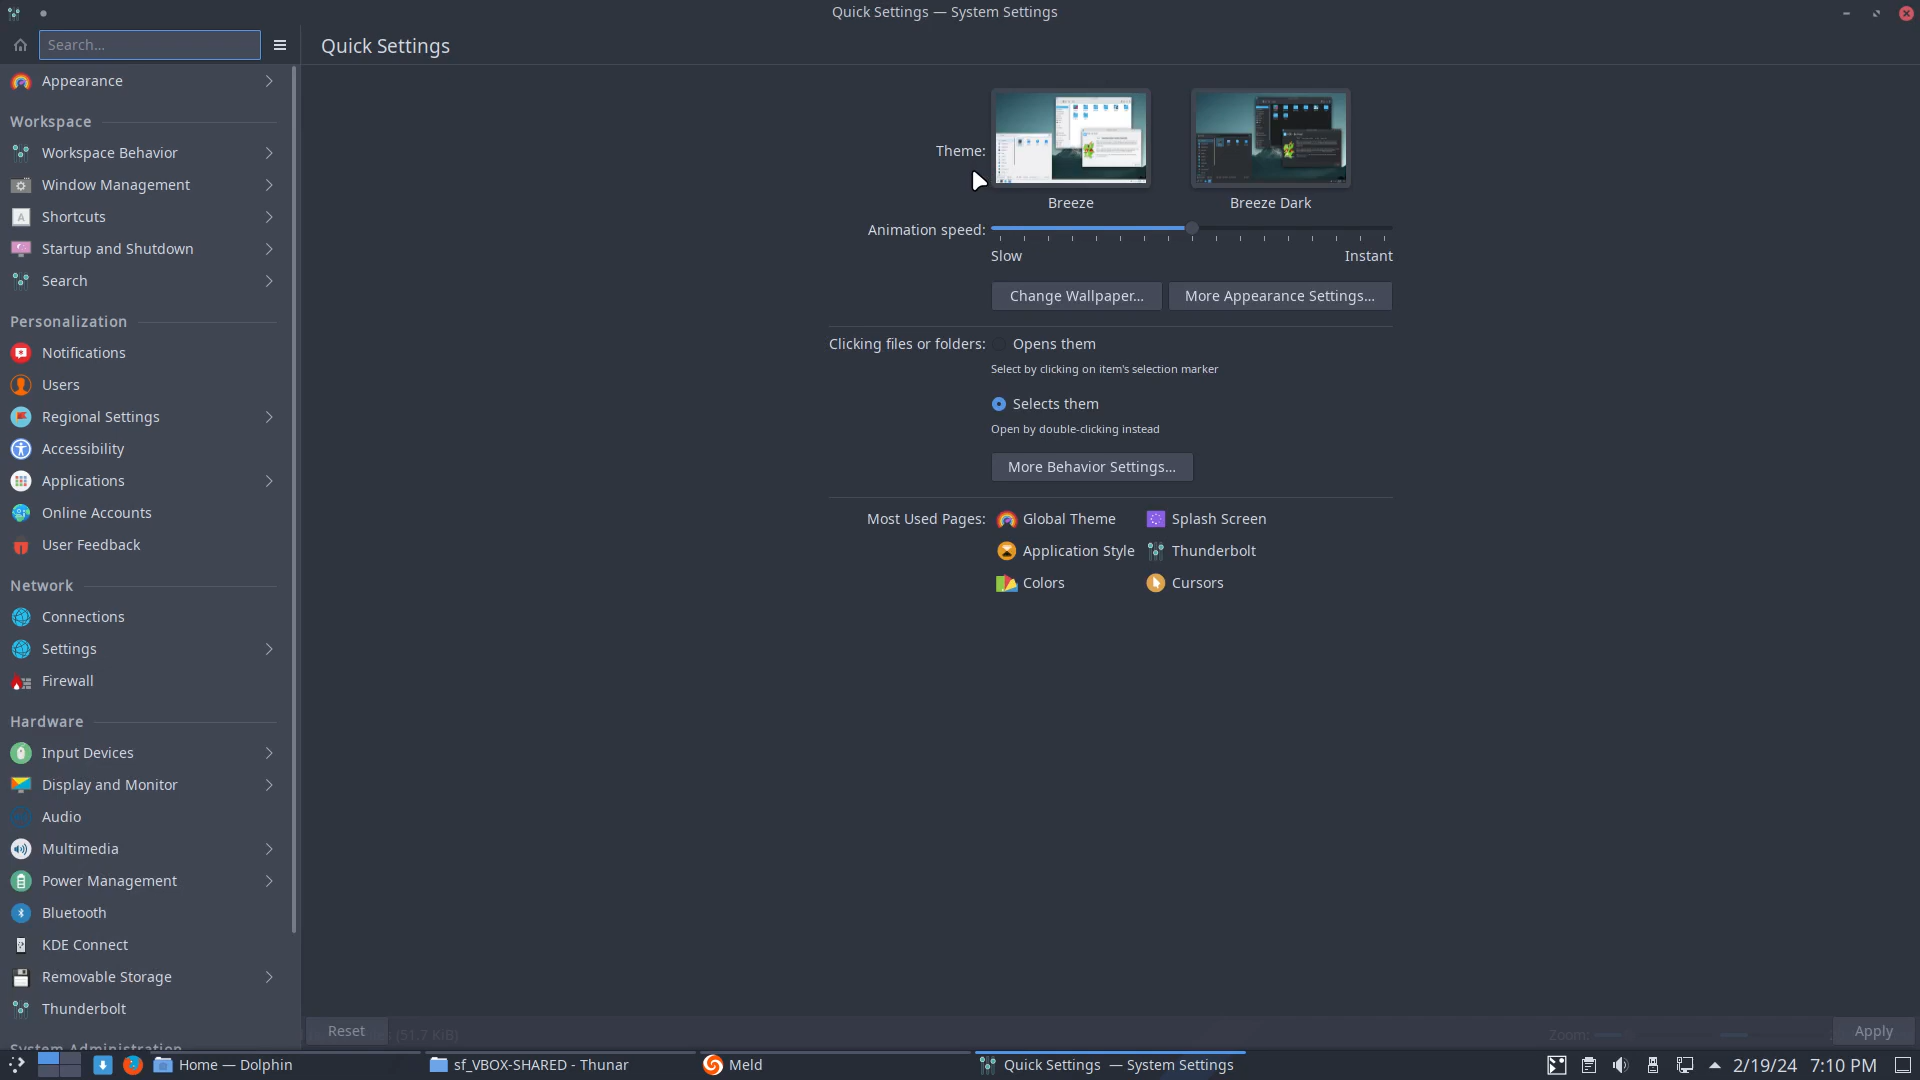 Quick Settings — System Settings
Search...
Quick Settings
Appearance
Workspace
Workspace Behavior
Window Management
Shortcuts
Startup and Shutdown
Search
Personalization
Notifications
Users
Regional Settings
Accessibility
Applications
Online Accounts
User Feedback
Network
Connections
Settings
Firewall
Hardware
Input Devices
Display and Monitor
Audio
Multimedia
Power Management
Bluetooth
KDE Connect
Removable Storage
Thunderbolt
System Administration
Theme:
Breeze
Breeze Dark
Animation speed:
Slow
Instant
Change Wallpaper...
More Appearance Settings...
Clicking files or folders:
Opens them
Select by clicking on item's selection marker
Selects them
Open by double-clicking instead
More Behavior Settings...
Most Used Pages:
Global Theme
Splash Screen
Application Style
Thunderbolt
Colors
Cursors
Reset
(51.7 KiB)
Zoom:
Apply
Home — Dolphin
sf_VBOX-SHARED - Thunar
Meld
Quick Settings — System Settings
2/19/24
7:10 PM